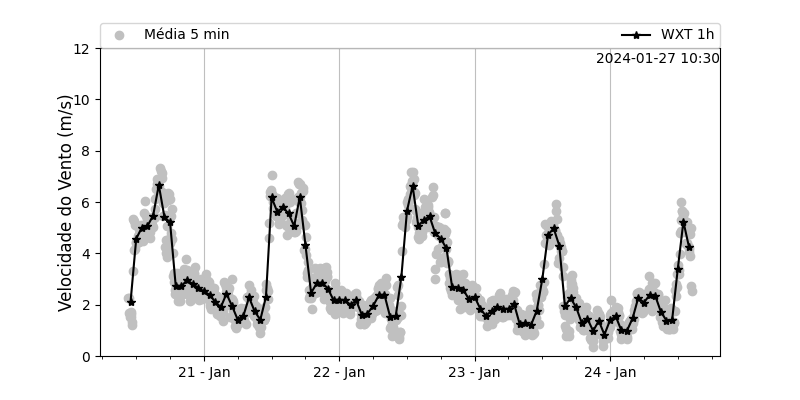 Média 5 min
WXT 1h
2024-01-27 10:30
Velocidade do Vento (m/s)
12
10
8
6
4
2
0
21 - Jan
22 - Jan
23 - Jan
24 - Jan